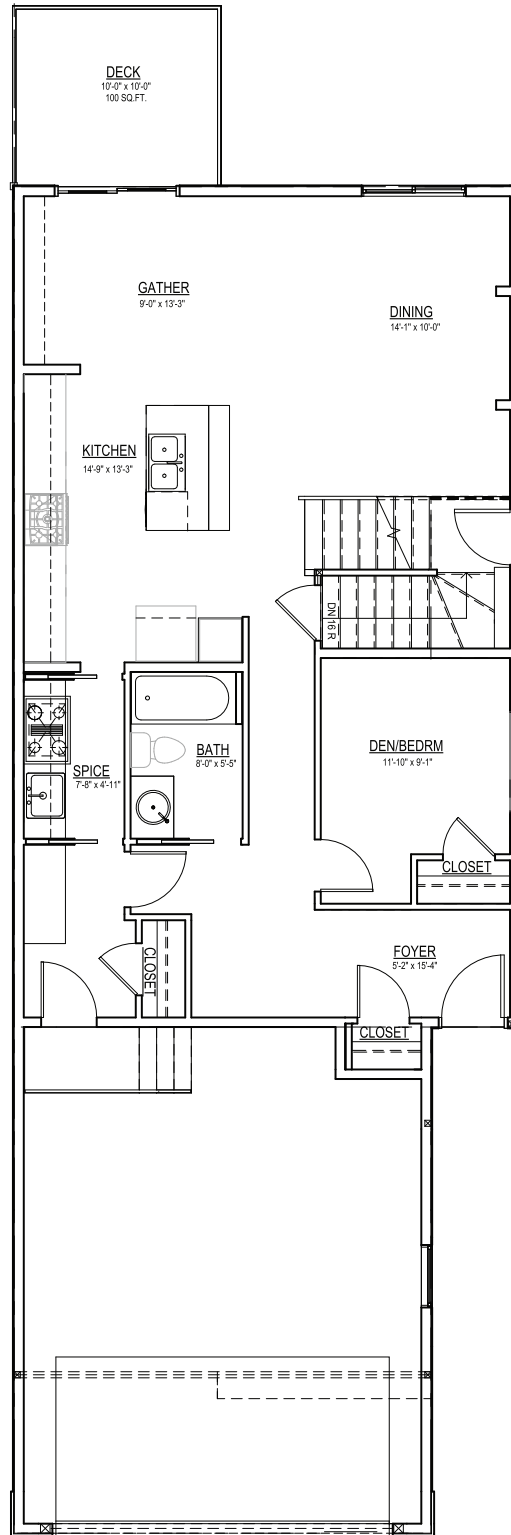 DECK
10'-0" x 10'-0"
100 SQ.FT.
GATHER
9'-0" x 13'-3"
DINING
14'-1" x 10'-0"
KITCHEN
14'-9" x 13'-3"
DN 16 R
DEN/BEDRM
11'-10" x 9'-1"
BATH
8'-0" x 5'-5"
SPICE
7'-8" x 4'-11"
CLOSET
CLOSET
FOYER
5'-2" x 15'-4"
CLOSET